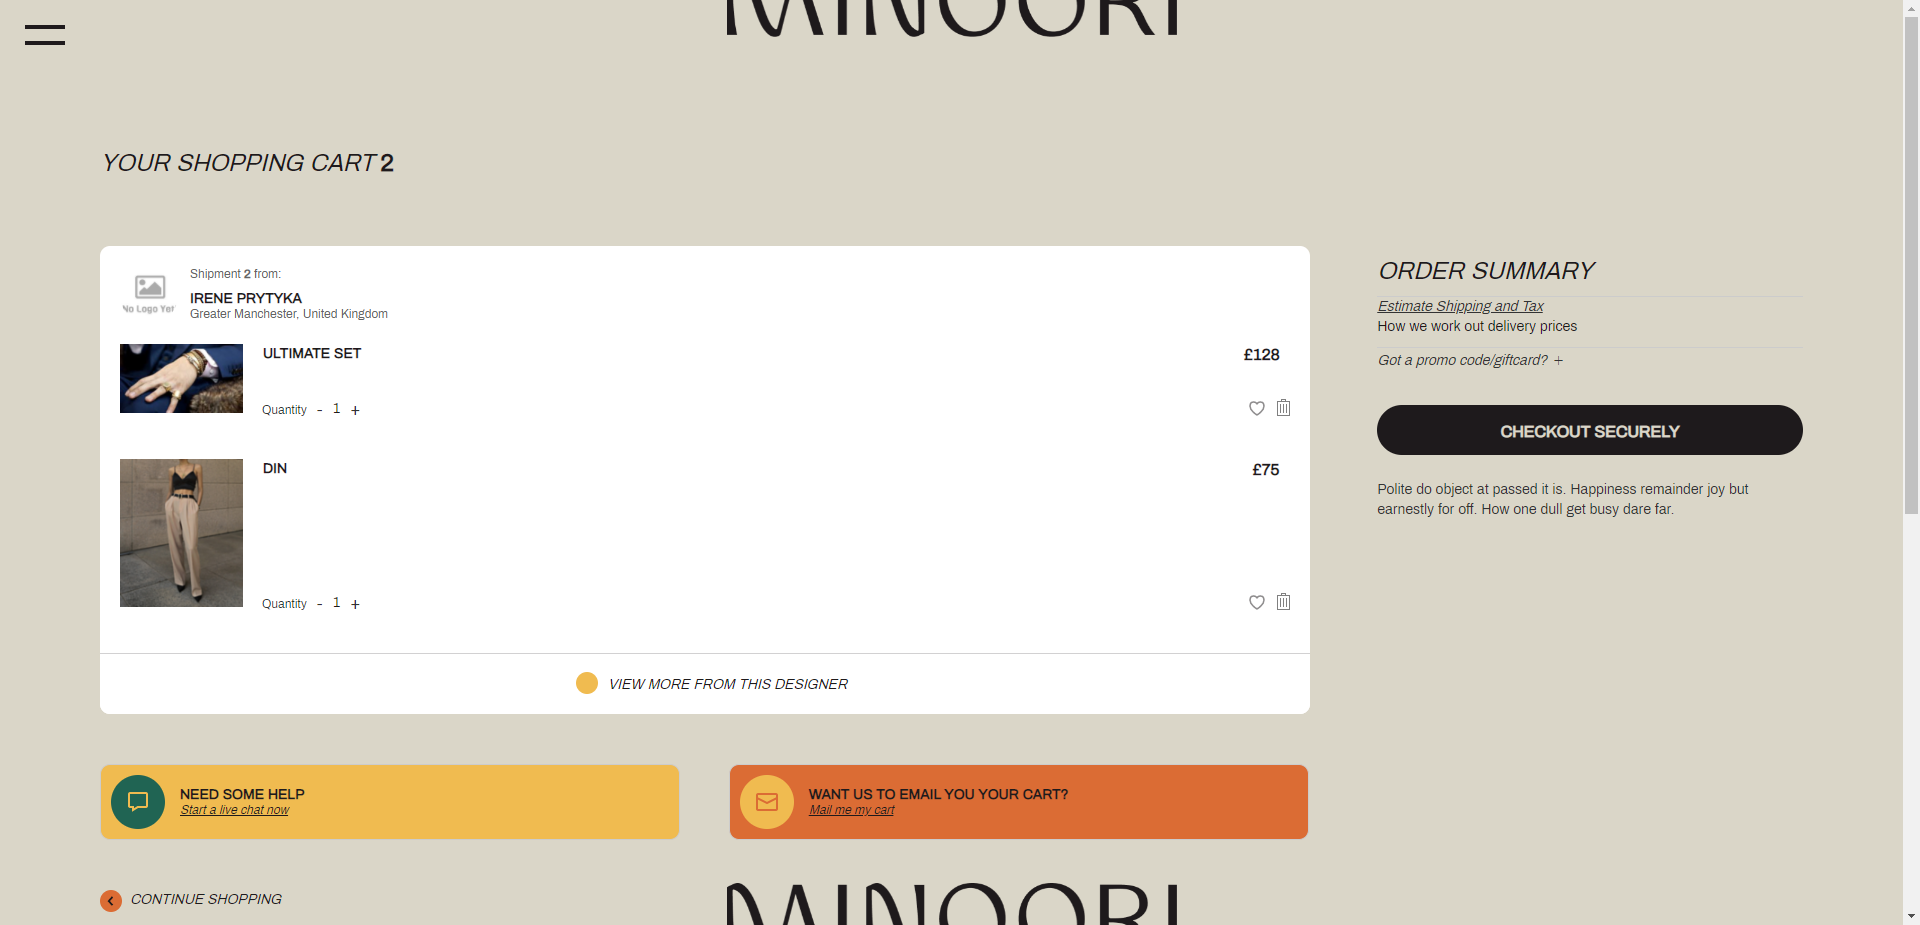 MINOORI
YOUR SHOPPING CART 2
Shipment 2 from:
No Logo Yet
IRENE PRYTYKA
Greater Manchester, United Kingdom
ULTIMATE SET
£128
Quantity - 1 +
DIN
£75
Quantity - 1 +
VIEW MORE FROM THIS DESIGNER
ORDER SUMMARY
Estimate Shipping and Tax
How we work out delivery prices
Got a promo code/giftcard? +
CHECKOUT SECURELY
Polite do object at passed it is. Happiness remainder joy but
earnestly for off. How one dull get busy dare far.
NEED SOME HELP
Start a live chat now
WANT US TO EMAIL YOU YOUR CART?
Mail me my cart
CONTINUE SHOPPING
MINOORI